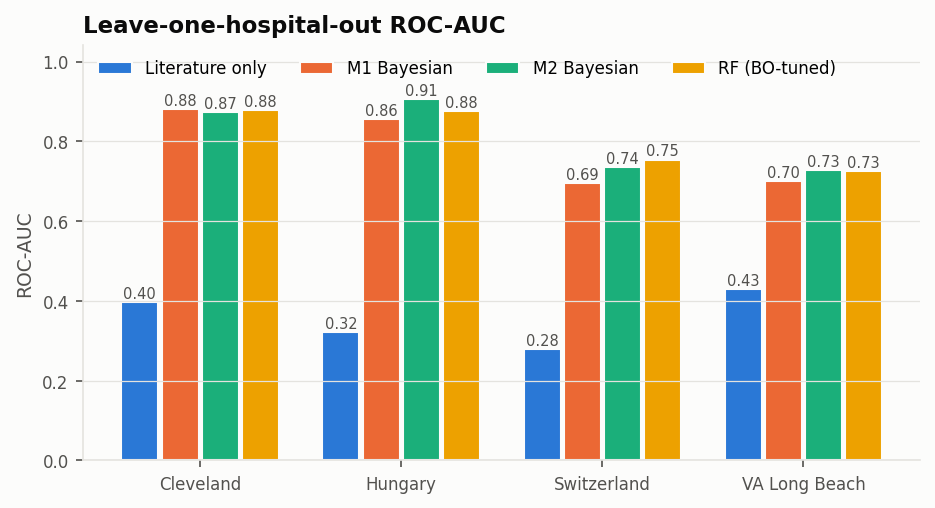 Leave-one-hospital-out ROC-AUC
Literature only M1 Bayesian M2 Bayesian RF (BO-tuned)
ROC-AUC
1.0
0.8
0.6
0.4
0.2
0.0
0.40 0.88 0.87 0.88
0.32 0.86 0.91 0.88
0.28 0.69 0.74 0.75
0.43 0.70 0.73 0.73
Cleveland Hungary Switzerland VA Long Beach